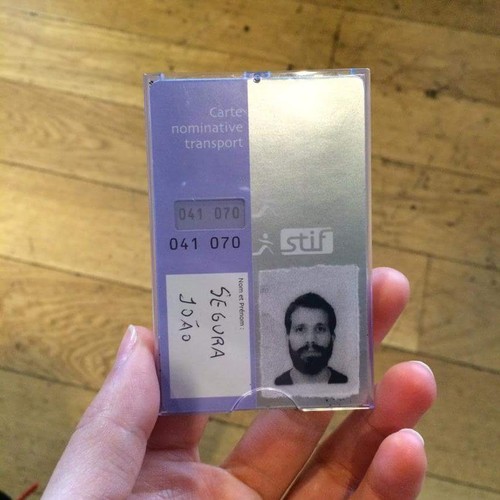 Carte
nominative
transport
041 070
041 070
stif
Nom et Prénom :
SEGURA
JOÃO